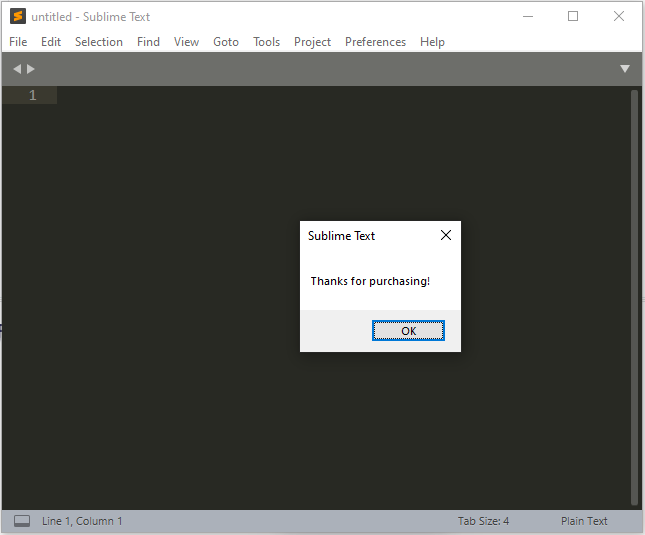 untitled - Sublime Text
File Edit Selection Find View Goto Tools Project Preferences Help
1
Sublime Text
Thanks for purchasing!
OK
Line 1, Column 1 Tab Size: 4 Plain Text